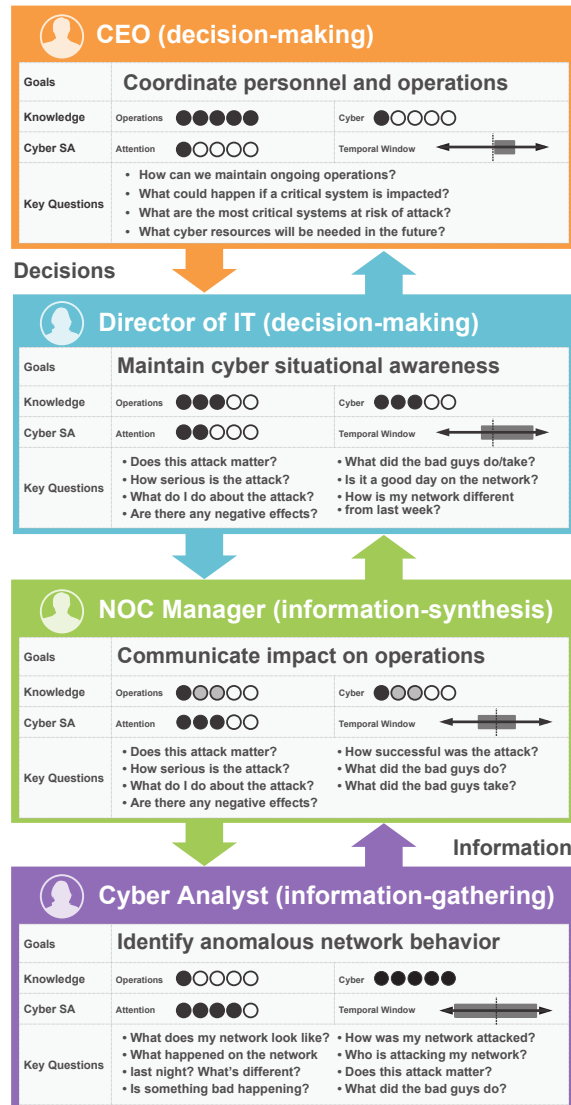 CEO (decision-making)
Goals
Coordinate personnel and operations
Knowledge
Operations
Cyber
Cyber SA
Attention
Temporal Window
Key Questions
• How can we maintain ongoing operations?
• What could happen if a critical system is impacted?
• What are the most critical systems at risk of attack?
• What cyber resources will be needed in the future?
Decisions
Director of IT (decision-making)
Goals
Maintain cyber situational awareness
Knowledge
Operations
Cyber
Cyber SA
Attention
Temporal Window
Key Questions
• Does this attack matter?
• How serious is the attack?
• What do I do about the attack?
• Are there any negative effects?
• What did the bad guys do/take?
• Is it a good day on the network?
• How is my network different
• from last week?
NOC Manager (information-synthesis)
Goals
Communicate impact on operations
Knowledge
Operations
Cyber
Cyber SA
Attention
Temporal Window
Key Questions
• Does this attack matter?
• How serious is the attack?
• What do I do about the attack?
• Are there any negative effects?
• How successful was the attack?
• What did the bad guys do?
• What did the bad guys take?
Information
Cyber Analyst (information-gathering)
Goals
Identify anomalous network behavior
Knowledge
Operations
Cyber
Cyber SA
Attention
Temporal Window
Key Questions
• What does my network look like?
• What happened on the network
• last night? What's different?
• Is something bad happening?
• How was my network attacked?
• Who is attacking my network?
• Does this attack matter?
• What did the bad guys do?